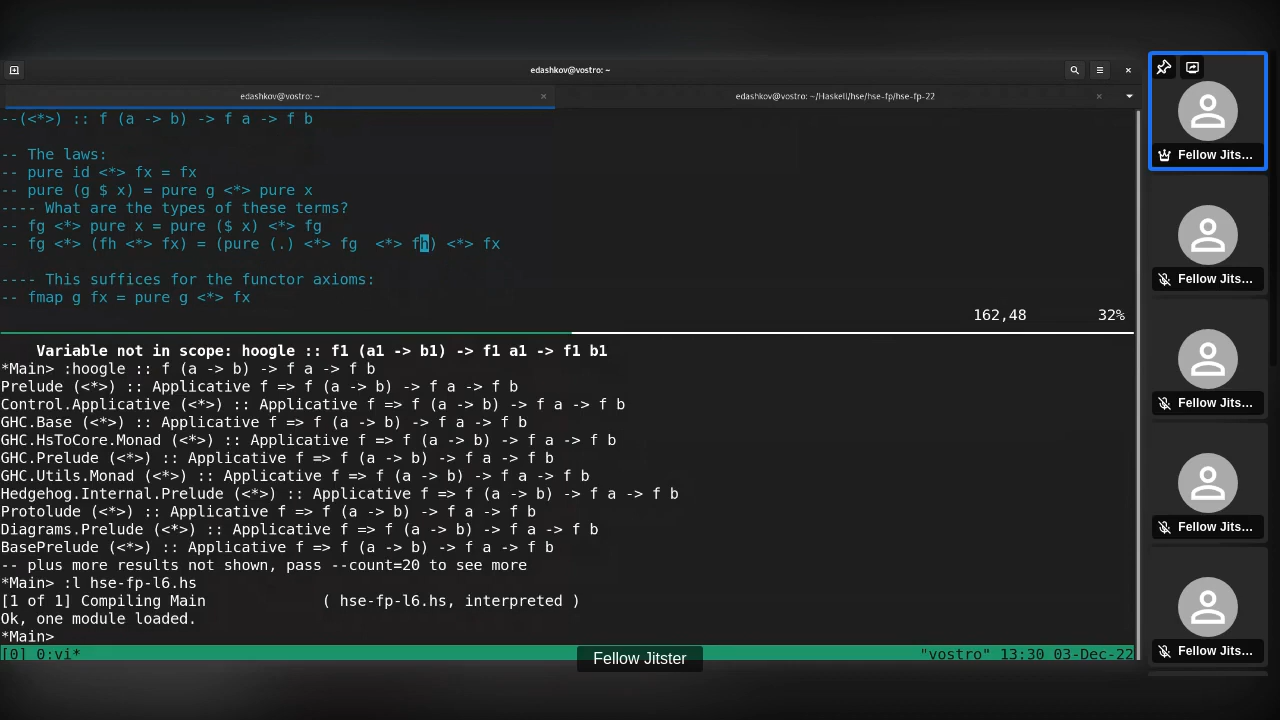 edashkov@vostro: ~
edashkov@vostro: ~
edashkov@vostro: ~/Haskell/hse/hse-fp/hse-fp-22
--(<*>) :: f (a -> b) -> f a -> f b
-- The laws:
-- pure id <*> fx = fx
-- pure (g $ x) = pure g <*> pure x
---- What are the types of these terms?
-- fg <*> pure x = pure ($ x) <*> fg
-- fg <*> (fh <*> fx) = (pure (.) <*> fg  <*> fh) <*> fx
---- This suffices for the functor axioms:
-- fmap g fx = pure g <*> fx
162,48 32%
Variable not in scope: hoogle :: f1 (a1 -> b1) -> f1 a1 -> f1 b1
*Main> :hoogle :: f (a -> b) -> f a -> f b
Prelude (<*>) :: Applicative f => f (a -> b) -> f a -> f b
Control.Applicative (<*>) :: Applicative f => f (a -> b) -> f a -> f b
GHC.Base (<*>) :: Applicative f => f (a -> b) -> f a -> f b
GHC.HsToCore.Monad (<*>) :: Applicative f => f (a -> b) -> f a -> f b
GHC.Prelude (<*>) :: Applicative f => f (a -> b) -> f a -> f b
GHC.Utils.Monad (<*>) :: Applicative f => f (a -> b) -> f a -> f b
Hedgehog.Internal.Prelude (<*>) :: Applicative f => f (a -> b) -> f a -> f b
Protolude (<*>) :: Applicative f => f (a -> b) -> f a -> f b
Diagrams.Prelude (<*>) :: Applicative f => f (a -> b) -> f a -> f b
BasePrelude (<*>) :: Applicative f => f (a -> b) -> f a -> f b
-- plus more results not shown, pass --count=20 to see more
*Main> :l hse-fp-l6.hs
[1 of 1] Compiling Main             ( hse-fp-l6.hs, interpreted )
Ok, one module loaded.
*Main>
[0] 0:vi* "vostro" 13:30 03-Dec-22
Fellow Jitster
Fellow Jits...
Fellow Jits...
Fellow Jits...
Fellow Jits...
Fellow Jits...